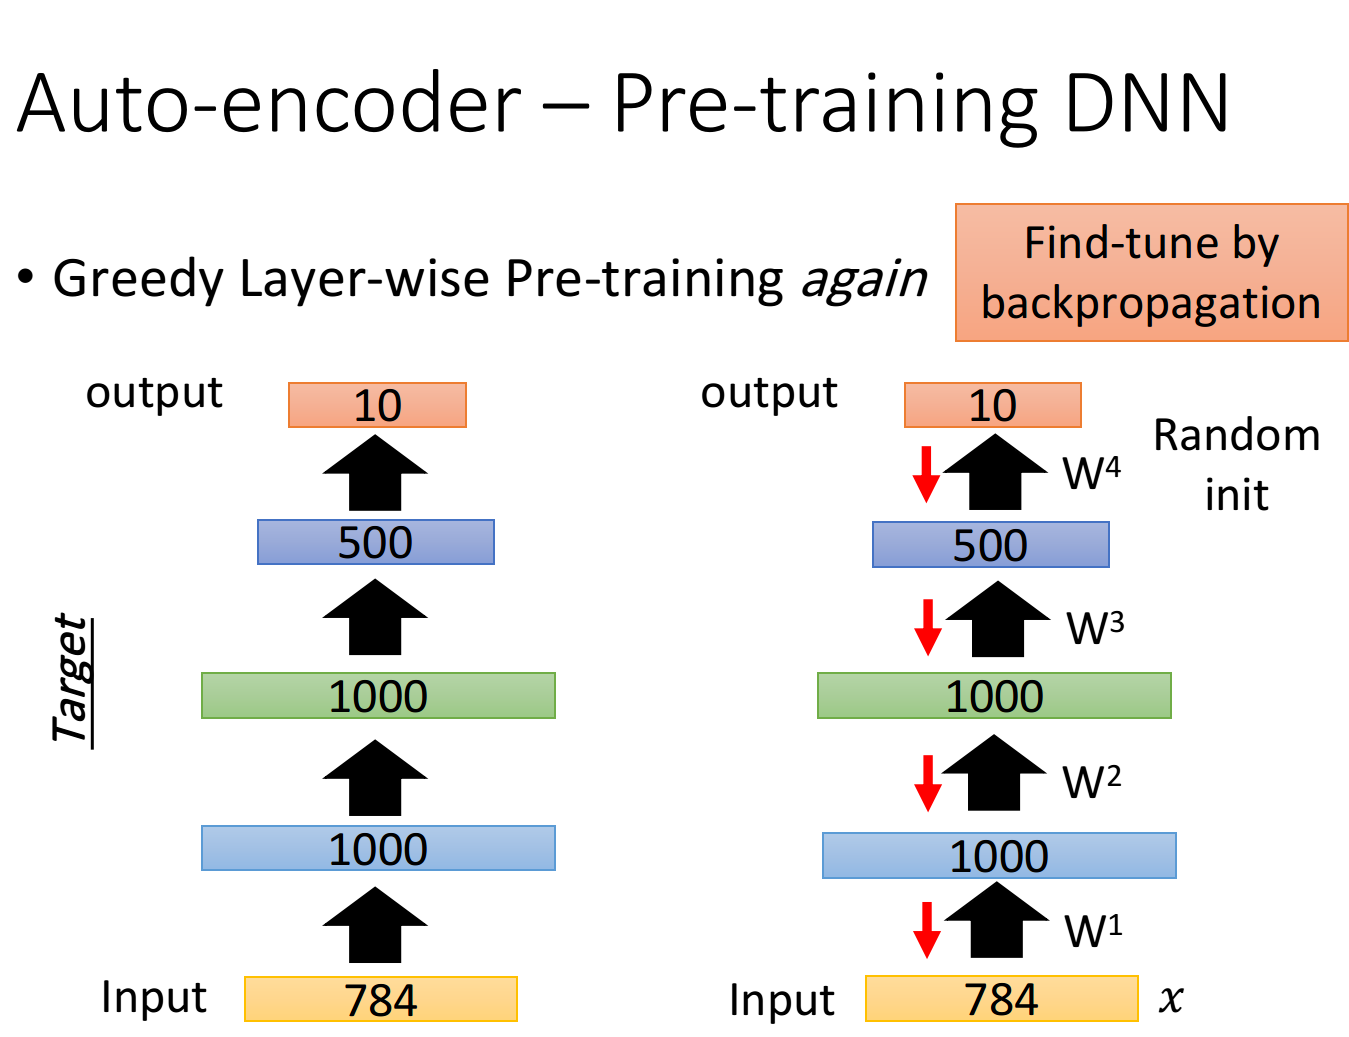 Auto-encoder – Pre-training DNN
• Greedy Layer-wise Pre-training again
Find-tune by
backpropagation
output
10
500
Target
1000
1000
Input
784
output
10
Random
init
W⁴
500
W³
1000
W²
1000
W¹
Input
784
x